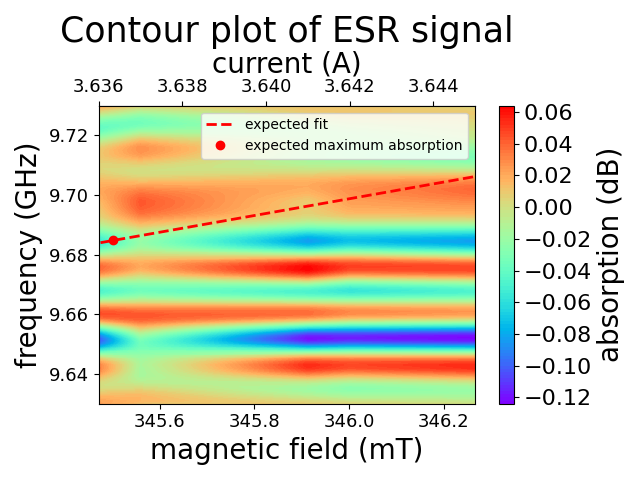 Contour plot of ESR signal
current (A)
3.636 3.638 3.640 3.642 3.644
expected fit
expected maximum absorption
frequency (GHz)
9.72
9.70
9.68
9.66
9.64
345.6 345.8 346.0 346.2
magnetic field (mT)
0.06
0.04
0.02
0.00
−0.02
−0.04
−0.06
−0.08
−0.10
−0.12
absorption (dB)